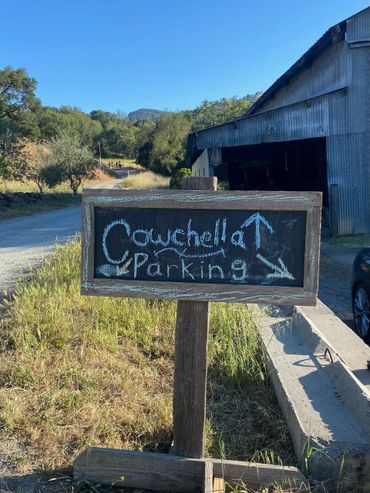 Cowchella ↑
Parking ↘